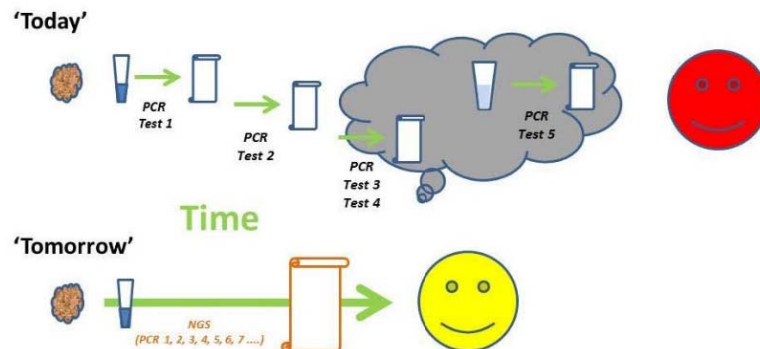 'Today'
PCR
Test 1
PCR
Test 2
PCR
Test 3
Test 4
PCR
Test 5
Time
'Tomorrow'
NGS
(PCR 1, 2, 3, 4, 5, 6, 7 ....)